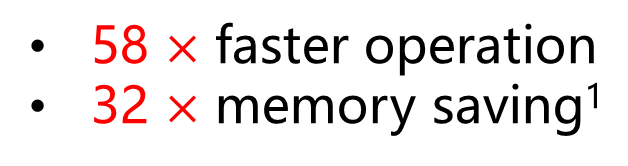 • 58 × faster operation
• 32 × memory saving¹